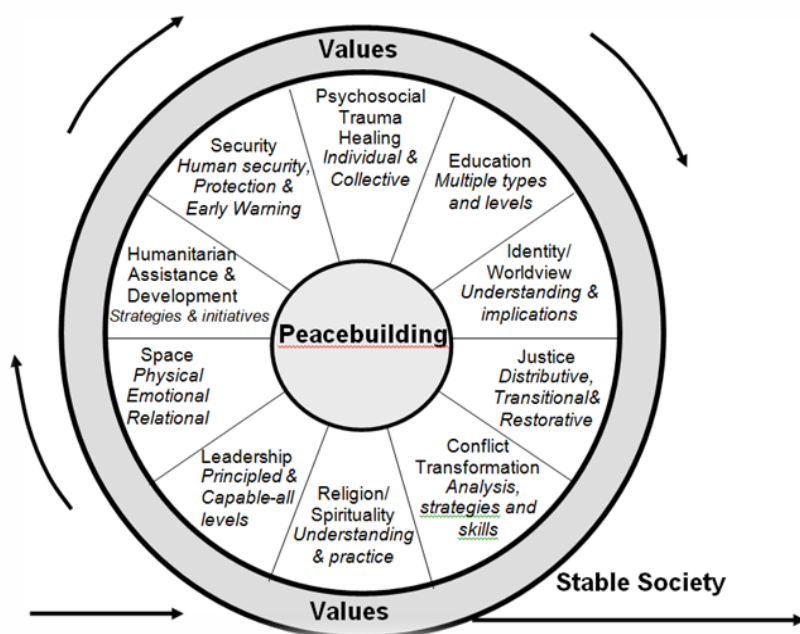 Values
Psychosocial
Trauma
Healing
Individual &
Collective
Education
Multiple types
and levels
Identity/
Worldview
Understanding &
implications
Justice
Distributive,
Transitional&
Restorative
Conflict
Transformation
Analysis,
strategies and
skills
Religion/
Spirituality
Understanding
& practice
Leadership
Principled &
Capable-all
levels
Space
Physical
Emotional
Relational
Humanitarian
Assistance &
Development
Strategies & initiatives
Security
Human security,
Protection &
Early Warning
Peacebuilding
Values
Stable Society